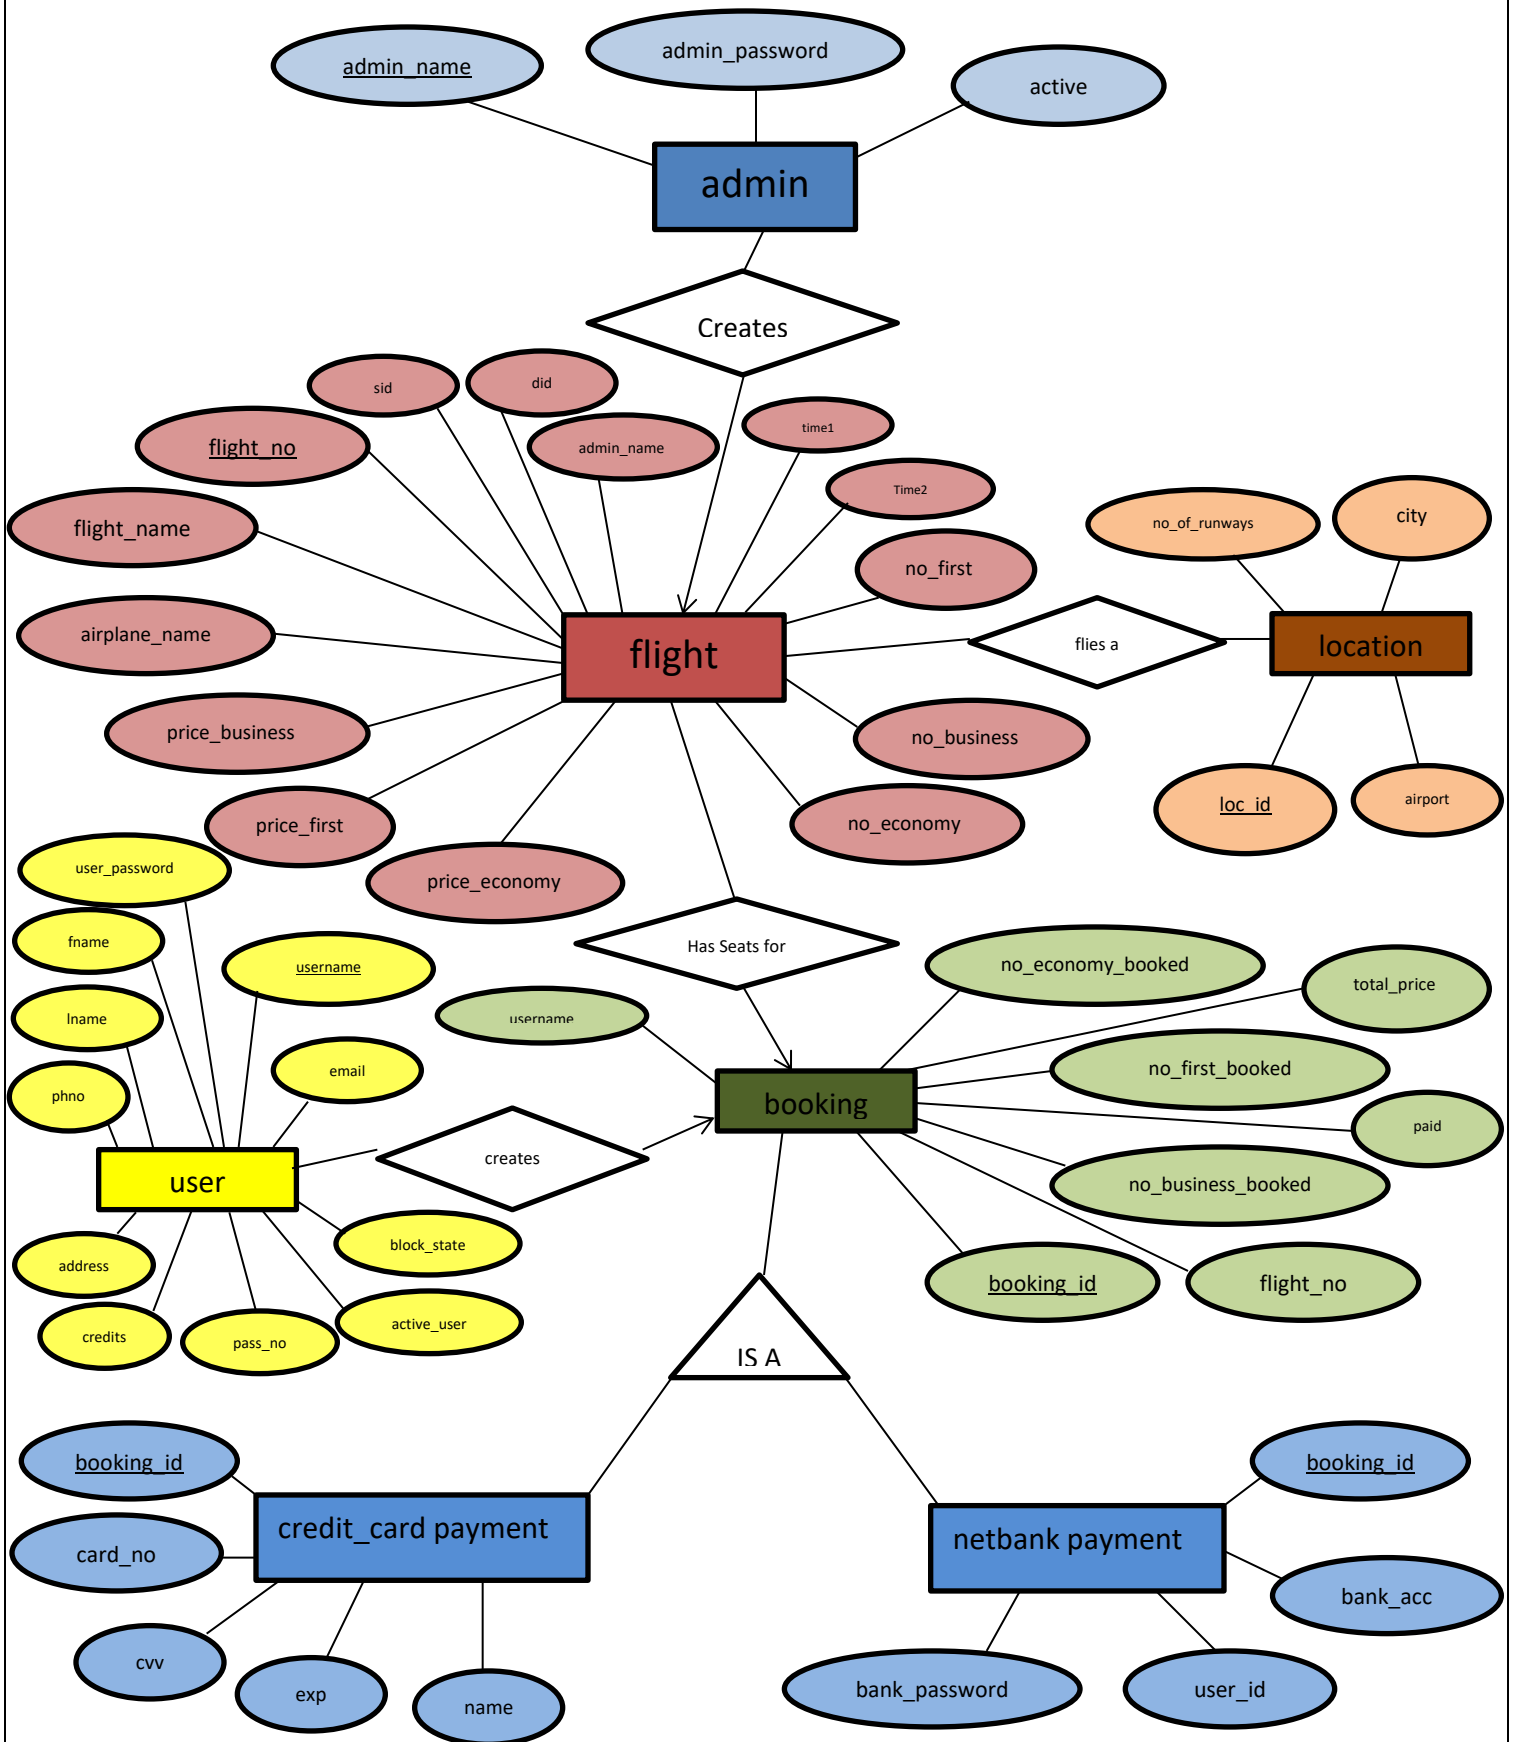 admin_name
admin_password
active
admin
Creates
sid
did
flight_no
admin_name
time1
Time2
flight_name
no_first
no_of_runways
city
airplane_name
flight
flies a
location
price_business
no_business
price_first
no_economy
loc_id
airport
user_password
price_economy
fname
username
Has Seats for
no_economy_booked
total_price
lname
username
email
no_first_booked
phno
booking
paid
user
creates
no_business_booked
block_state
address
booking_id
flight_no
credits
pass_no
active_user
IS A
booking_id
booking_id
credit_card payment
netbank payment
card_no
bank_acc
cvv
exp
name
bank_password
user_id